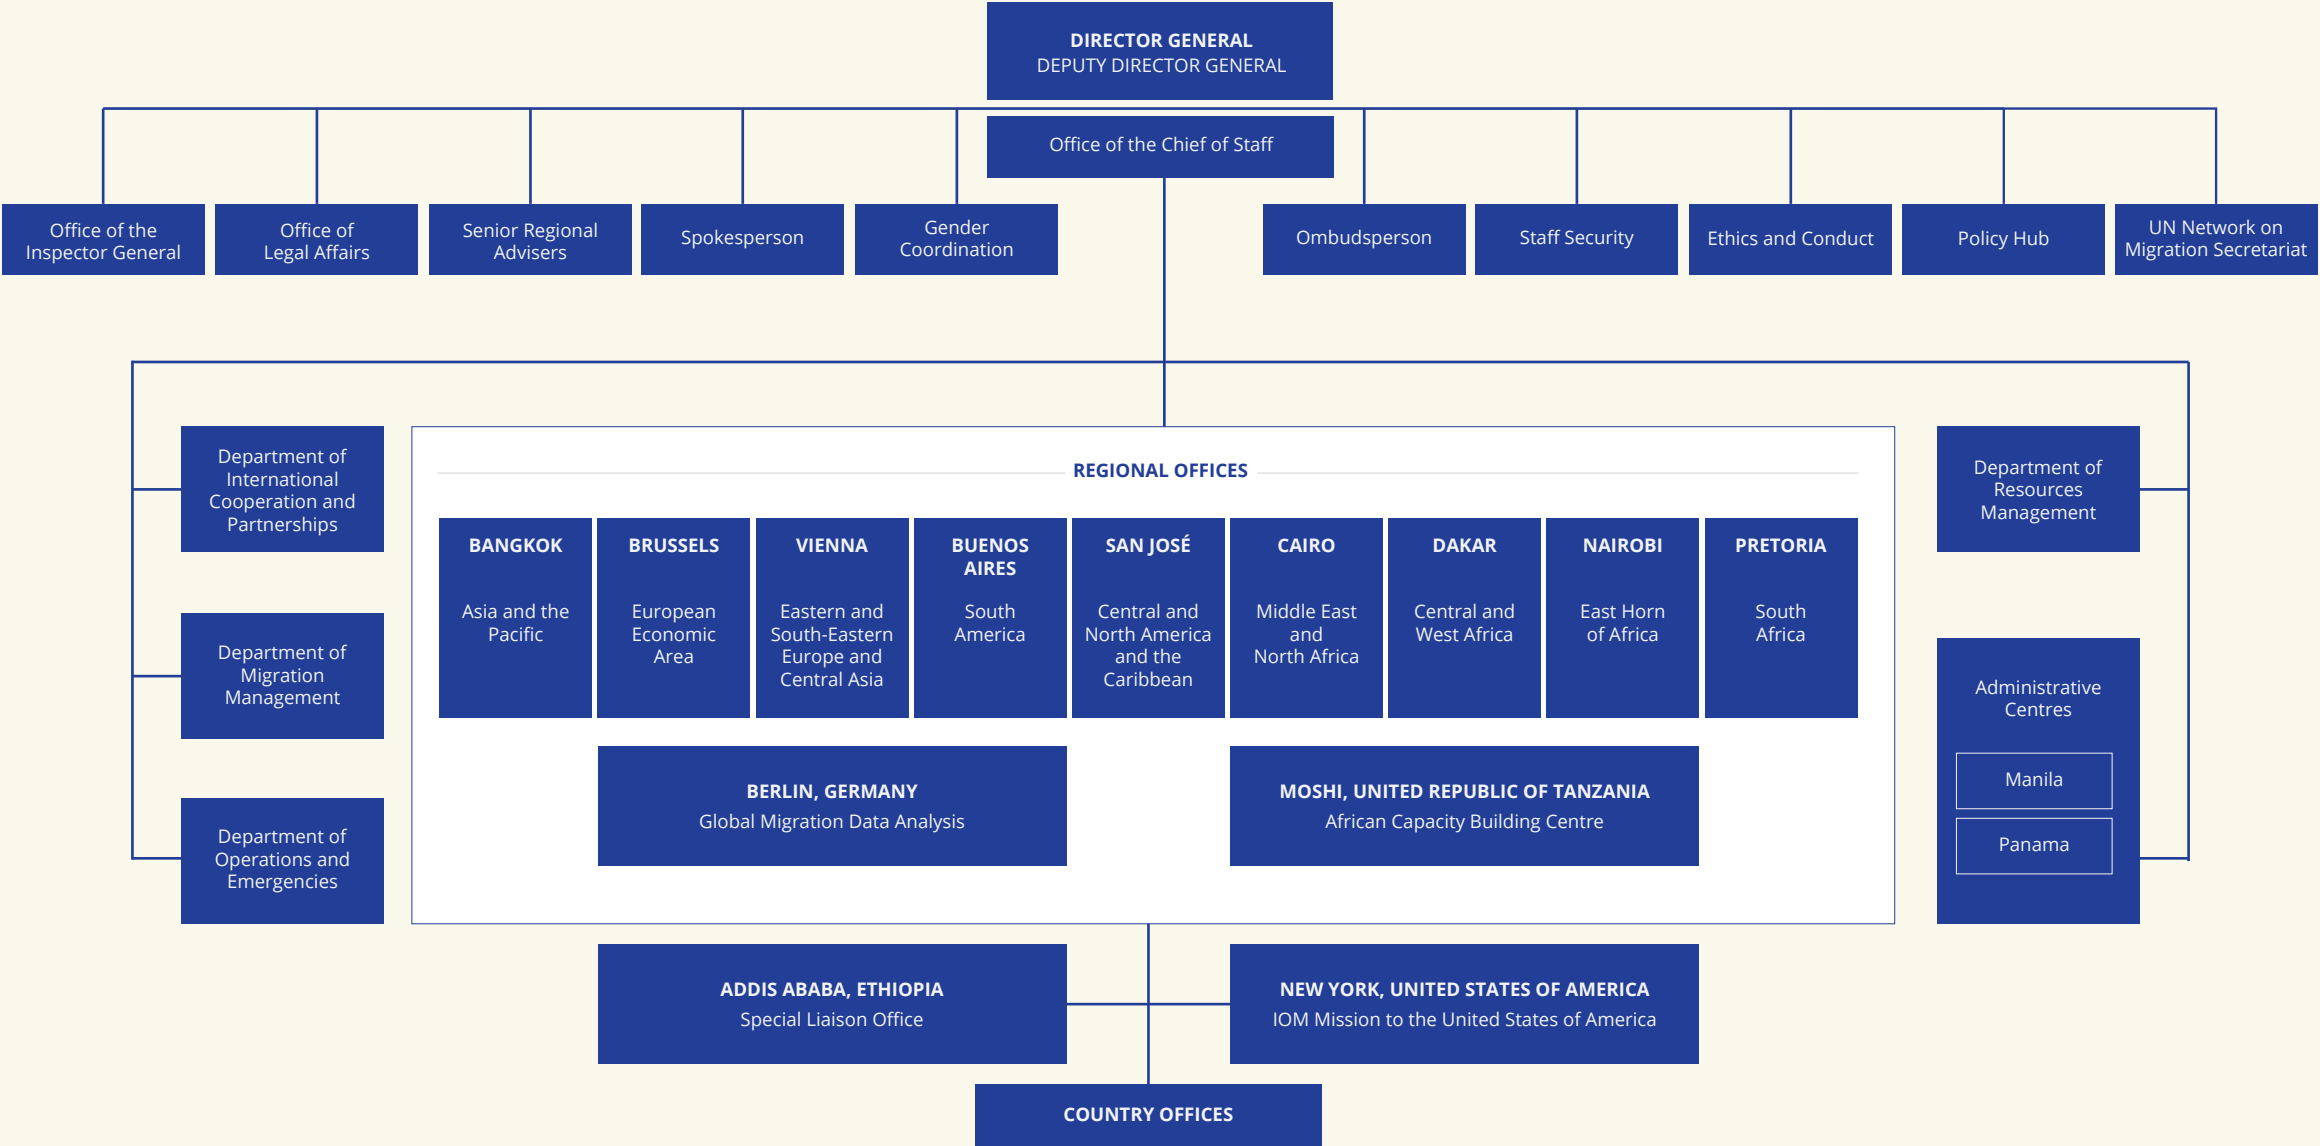 DIRECTOR GENERAL
DEPUTY DIRECTOR GENERAL
Office of the Chief of Staff
Office of the
Inspector General
Office of
Legal Affairs
Senior Regional
Advisers
Spokesperson
Gender
Coordination
Ombudsperson
Staff Security
Ethics and Conduct
Policy Hub
UN Network on
Migration Secretariat
Department of
International
Cooperation and
Partnerships
Department of
Migration
Management
Department of
Operations and
Emergencies
REGIONAL OFFICES
BANGKOK
Asia and the
Pacific
BRUSSELS
European
Economic
Area
VIENNA
Eastern and
South-Eastern
Europe and
Central Asia
BUENOS
AIRES
South
America
SAN JOSÉ
Central and
North America
and the
Caribbean
CAIRO
Middle East
and
North Africa
DAKAR
Central and
West Africa
NAIROBI
East Horn
of Africa
PRETORIA
South
Africa
BERLIN, GERMANY
Global Migration Data Analysis
MOSHI, UNITED REPUBLIC OF TANZANIA
African Capacity Building Centre
Department of
Resources
Management
Administrative
Centres
Manila
Panama
ADDIS ABABA, ETHIOPIA
Special Liaison Office
NEW YORK, UNITED STATES OF AMERICA
IOM Mission to the United States of America
COUNTRY OFFICES